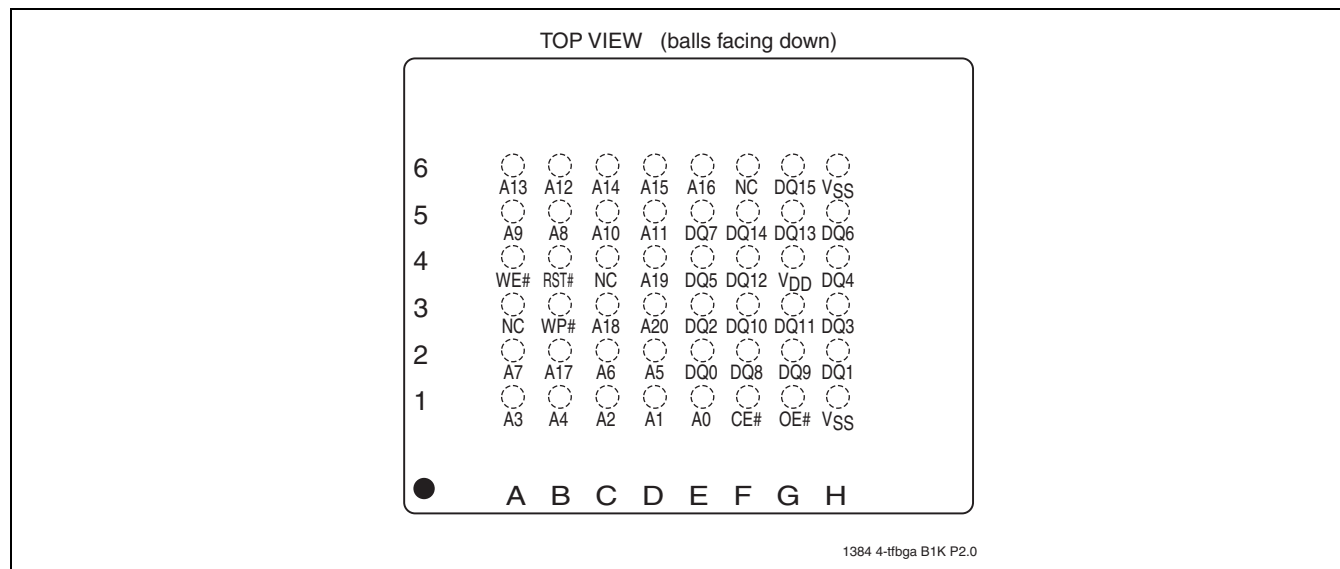 TOP VIEW (balls facing down)
6
A13 A12 A14 A15 A16 NC DQ15 VSS
5
A9 A8 A10 A11 DQ7 DQ14 DQ13 DQ6
4
WE# RST# NC A19 DQ5 DQ12 VDD DQ4
3
NC WP# A18 A20 DQ2 DQ10 DQ11 DQ3
2
A7 A17 A6 A5 DQ0 DQ8 DQ9 DQ1
1
A3 A4 A2 A1 A0 CE# OE# VSS
A B C D E F G H
1384 4-tfbga B1K P2.0